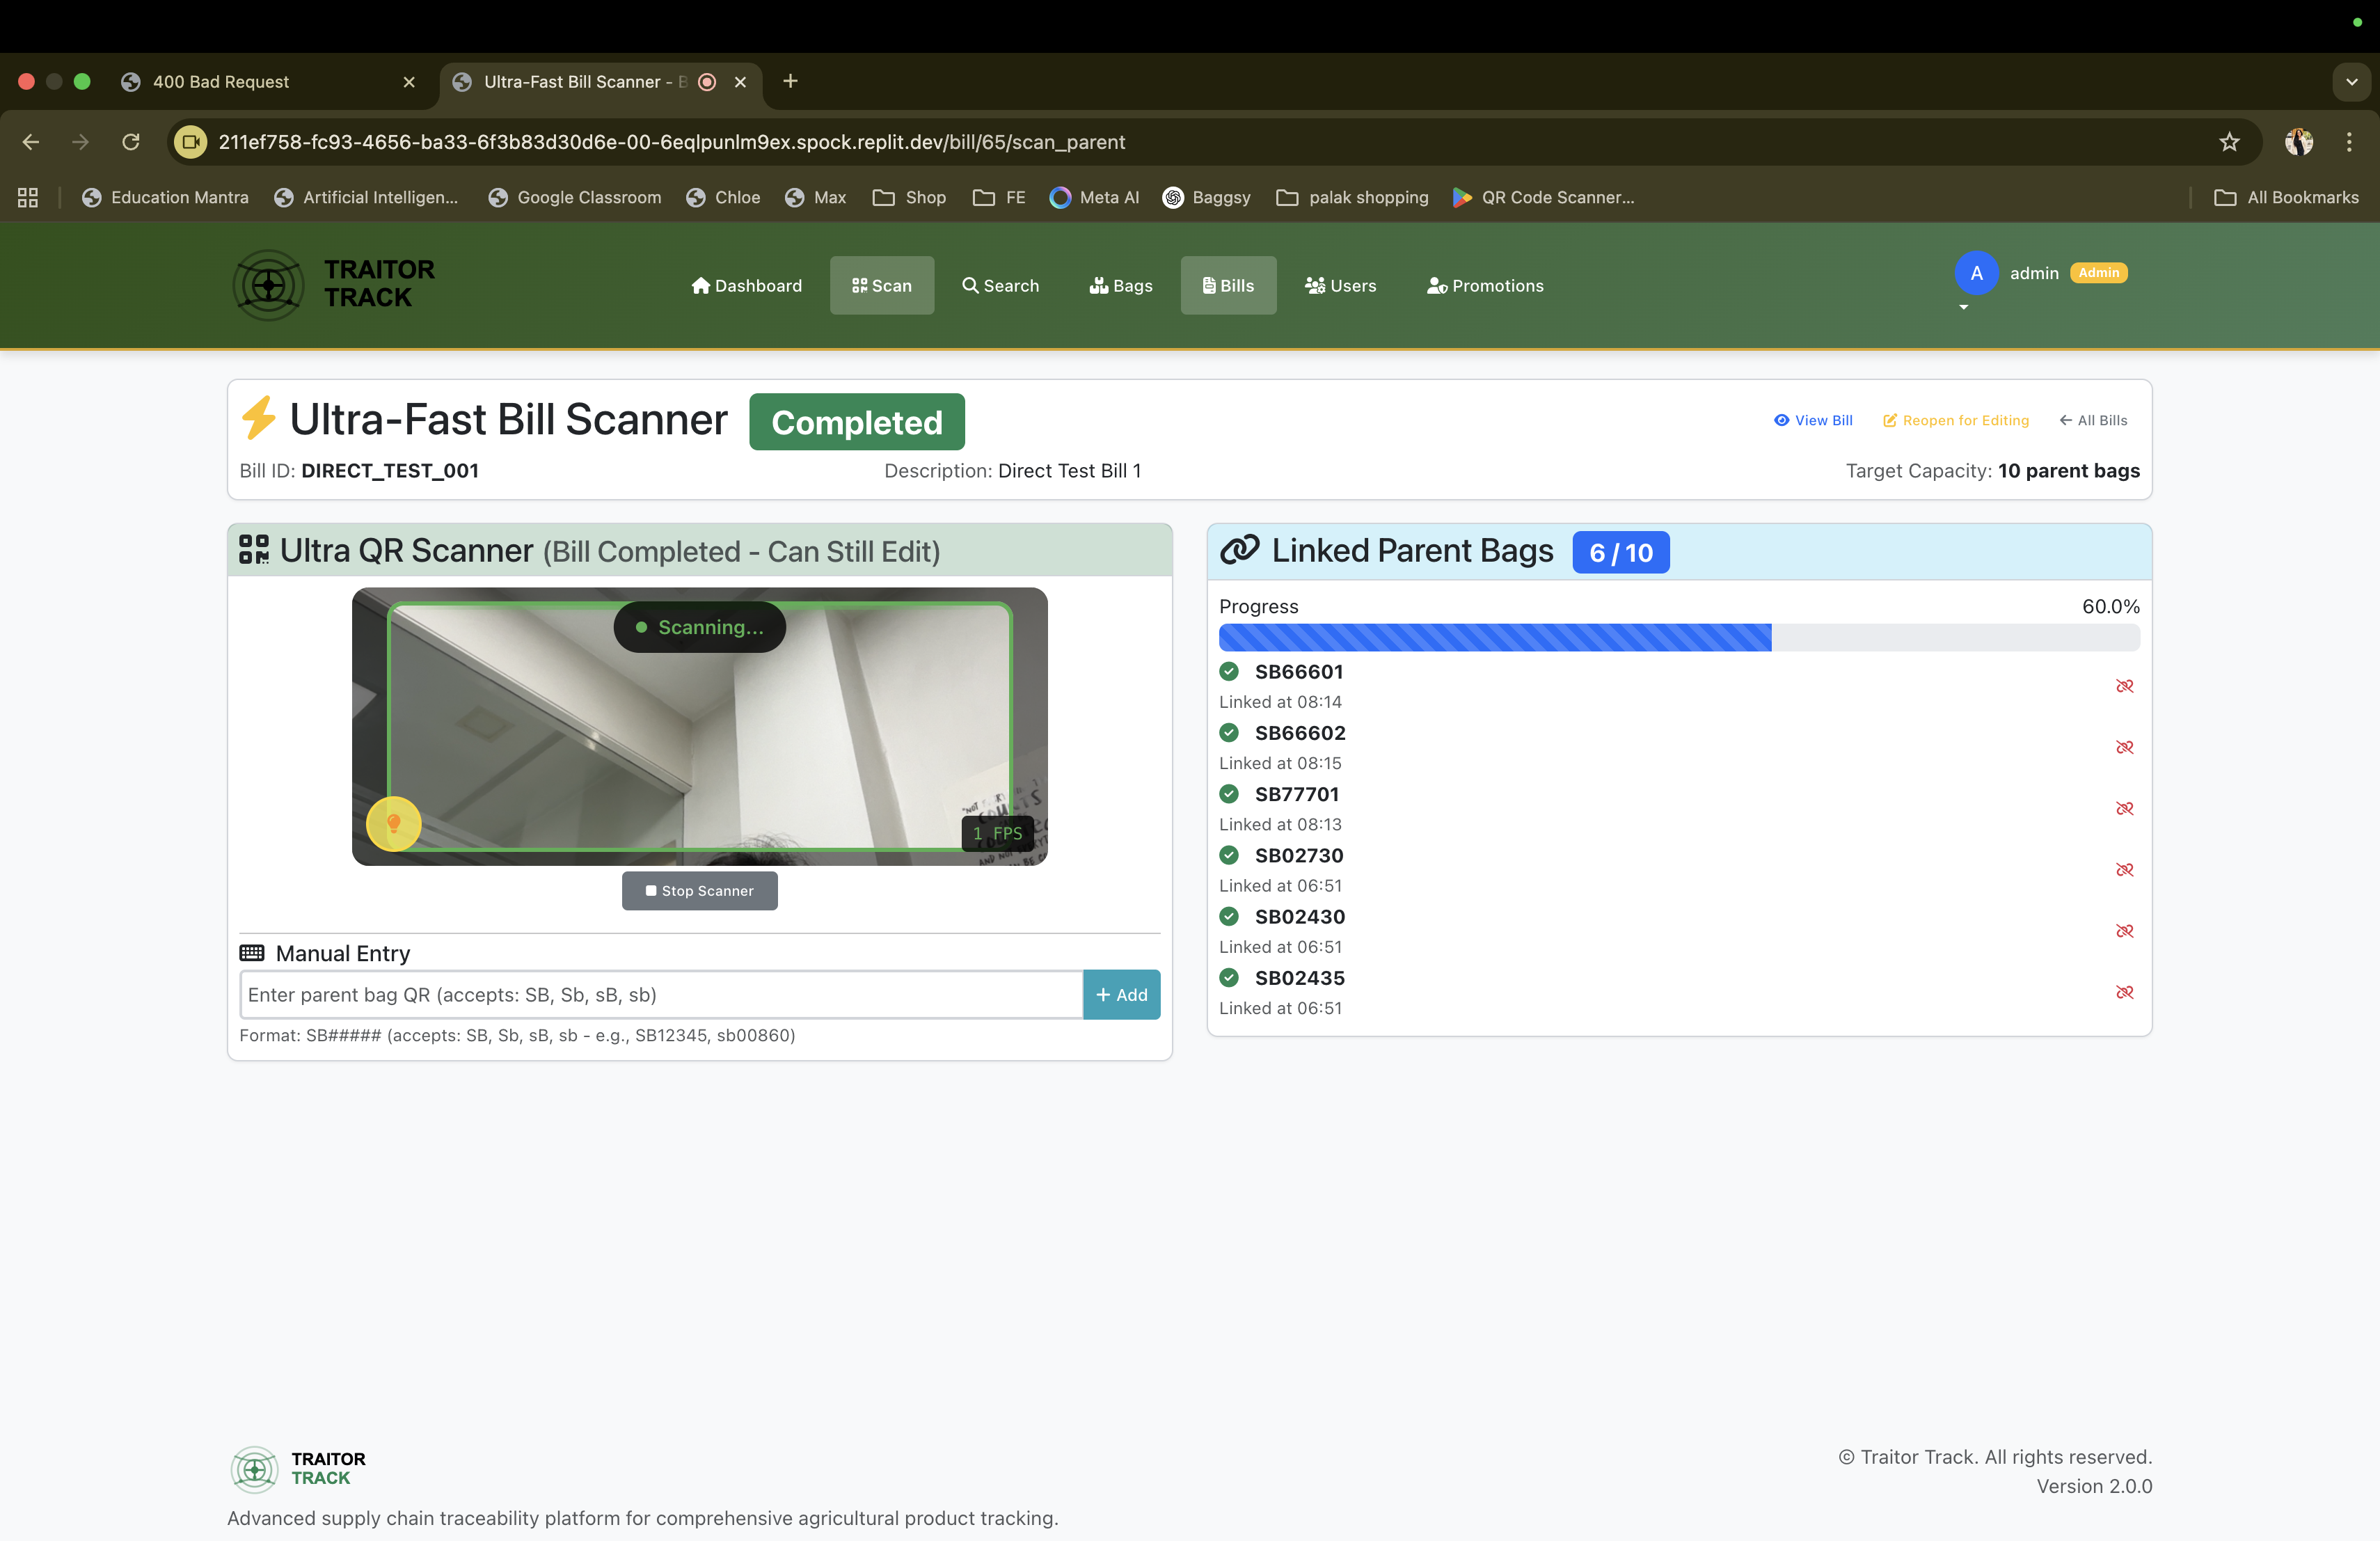 400 Bad Request
Ultra-Fast Bill Scanner - B
211ef758-fc93-4656-ba33-6f3b83d30d6e-00-6eqlpunlm9ex.spock.replit.dev/bill/65/scan_parent
Education Mantra
Artificial Intelligen...
Google Classroom
Chloe
Max
Shop
FE
Meta AI
Baggsy
palak shopping
QR Code Scanner...
All Bookmarks
TRAITOR
TRACK
Dashboard
Scan
Search
Bags
Bills
Users
Promotions
A
admin
Admin
Ultra-Fast Bill Scanner
Completed
View Bill
Reopen for Editing
All Bills
Bill ID: DIRECT_TEST_001
Description: Direct Test Bill 1
Target Capacity: 10 parent bags
Ultra QR Scanner (Bill Completed - Can Still Edit)
Scanning...
1 FPS
Stop Scanner
Manual Entry
Enter parent bag QR (accepts: SB, Sb, sB, sb)
+ Add
Format: SB##### (accepts: SB, Sb, sB, sb - e.g., SB12345, sb00860)
Linked Parent Bags
6 / 10
Progress
60.0%
SB66601
Linked at 08:14
SB66602
Linked at 08:15
SB77701
Linked at 08:13
SB02730
Linked at 06:51
SB02430
Linked at 06:51
SB02435
Linked at 06:51
TRAITOR
TRACK
Advanced supply chain traceability platform for comprehensive agricultural product tracking.
© Traitor Track. All rights reserved.
Version 2.0.0